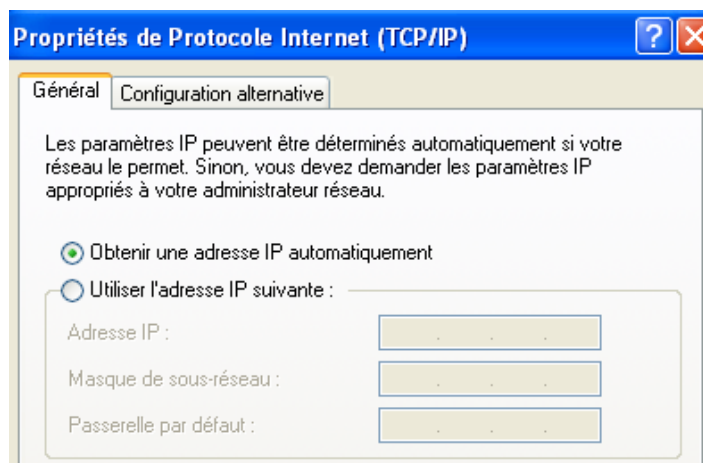 Propriétés de Protocole Internet (TCP/IP)
Général Configuration alternative
Les paramètres IP peuvent être déterminés automatiquement si votre
réseau le permet. Sinon, vous devez demander les paramètres IP
appropriés à votre administrateur réseau.
Obtenir une adresse IP automatiquement
Utiliser l'adresse IP suivante :
Adresse IP :
Masque de sous-réseau :
Passerelle par défaut :